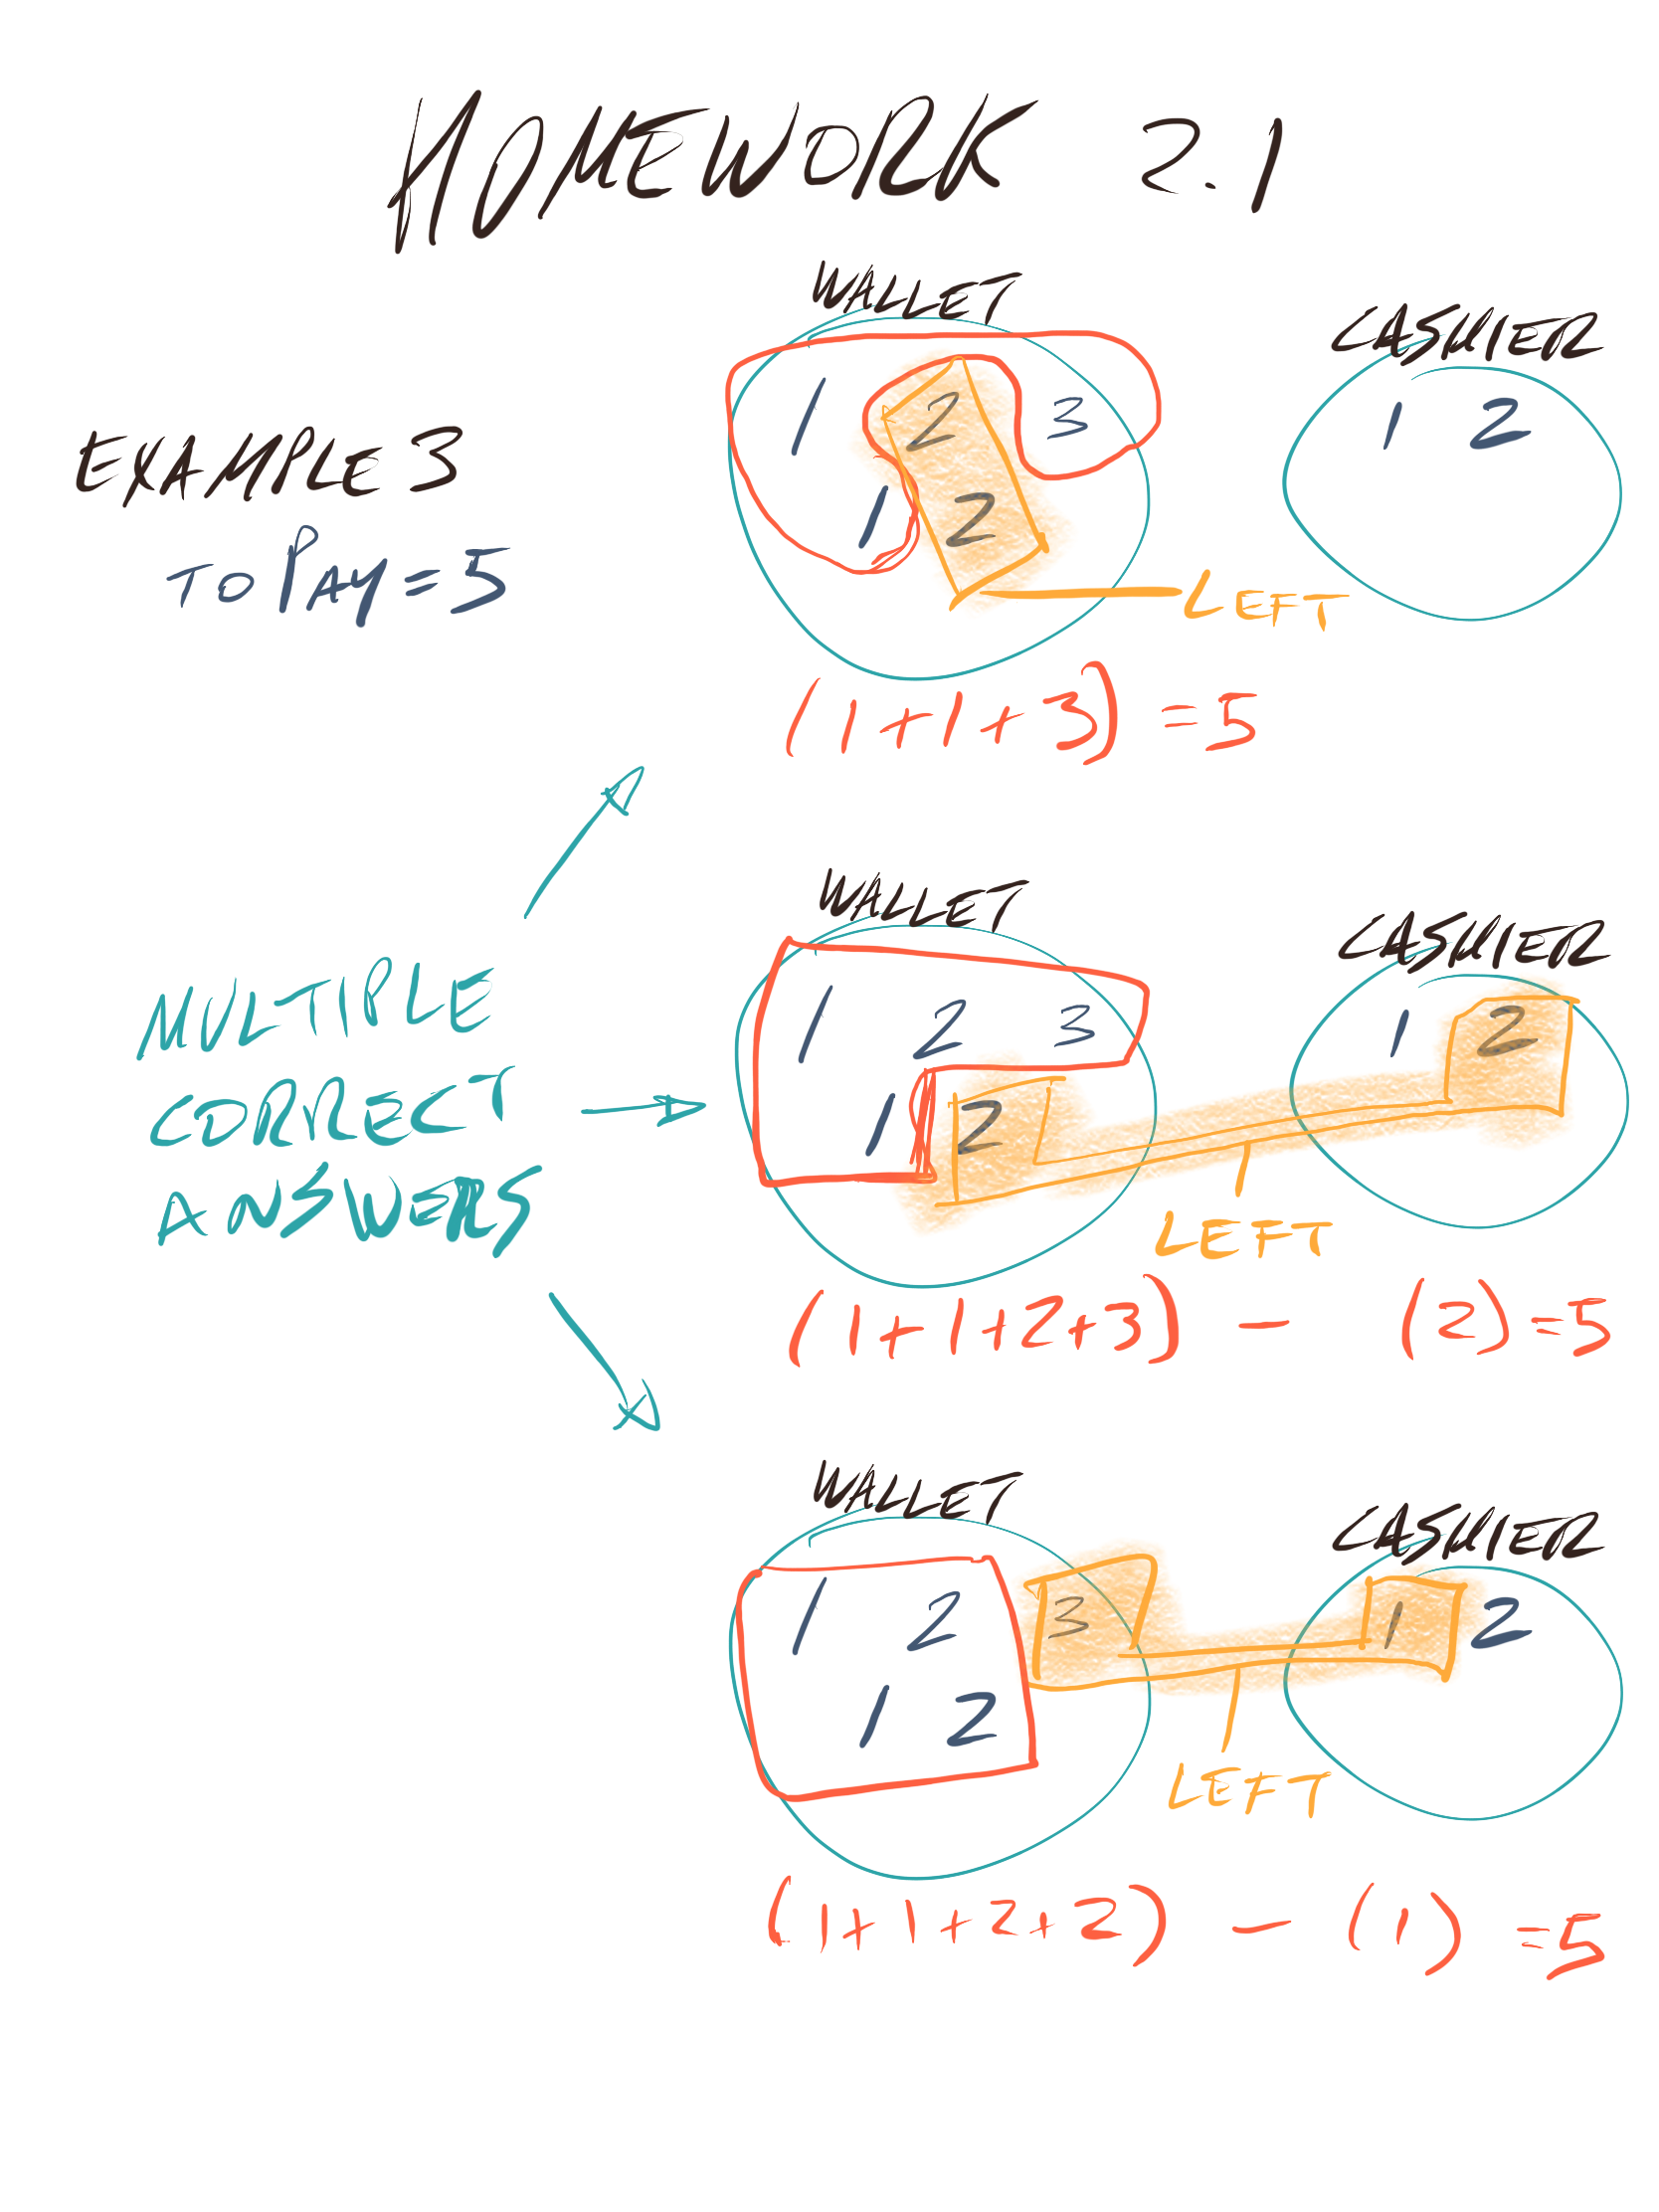 HOMEWORK 2.1
WALLET
CASHIER
EXAMPLE 3
TO PAY = 5
1 2 3
1 2
1 2
LEFT
(1+1+3) = 5
MULTIPLE
CORRECT
ANSWERS
WALLET
CASHIER
1 2 3
1 2
1 2
LEFT
(1+1+2+3) - (2) = 5
WALLET
CASHIER
1 2 3
1 2
1 2
LEFT
(1+1+2+2) - (1) = 5